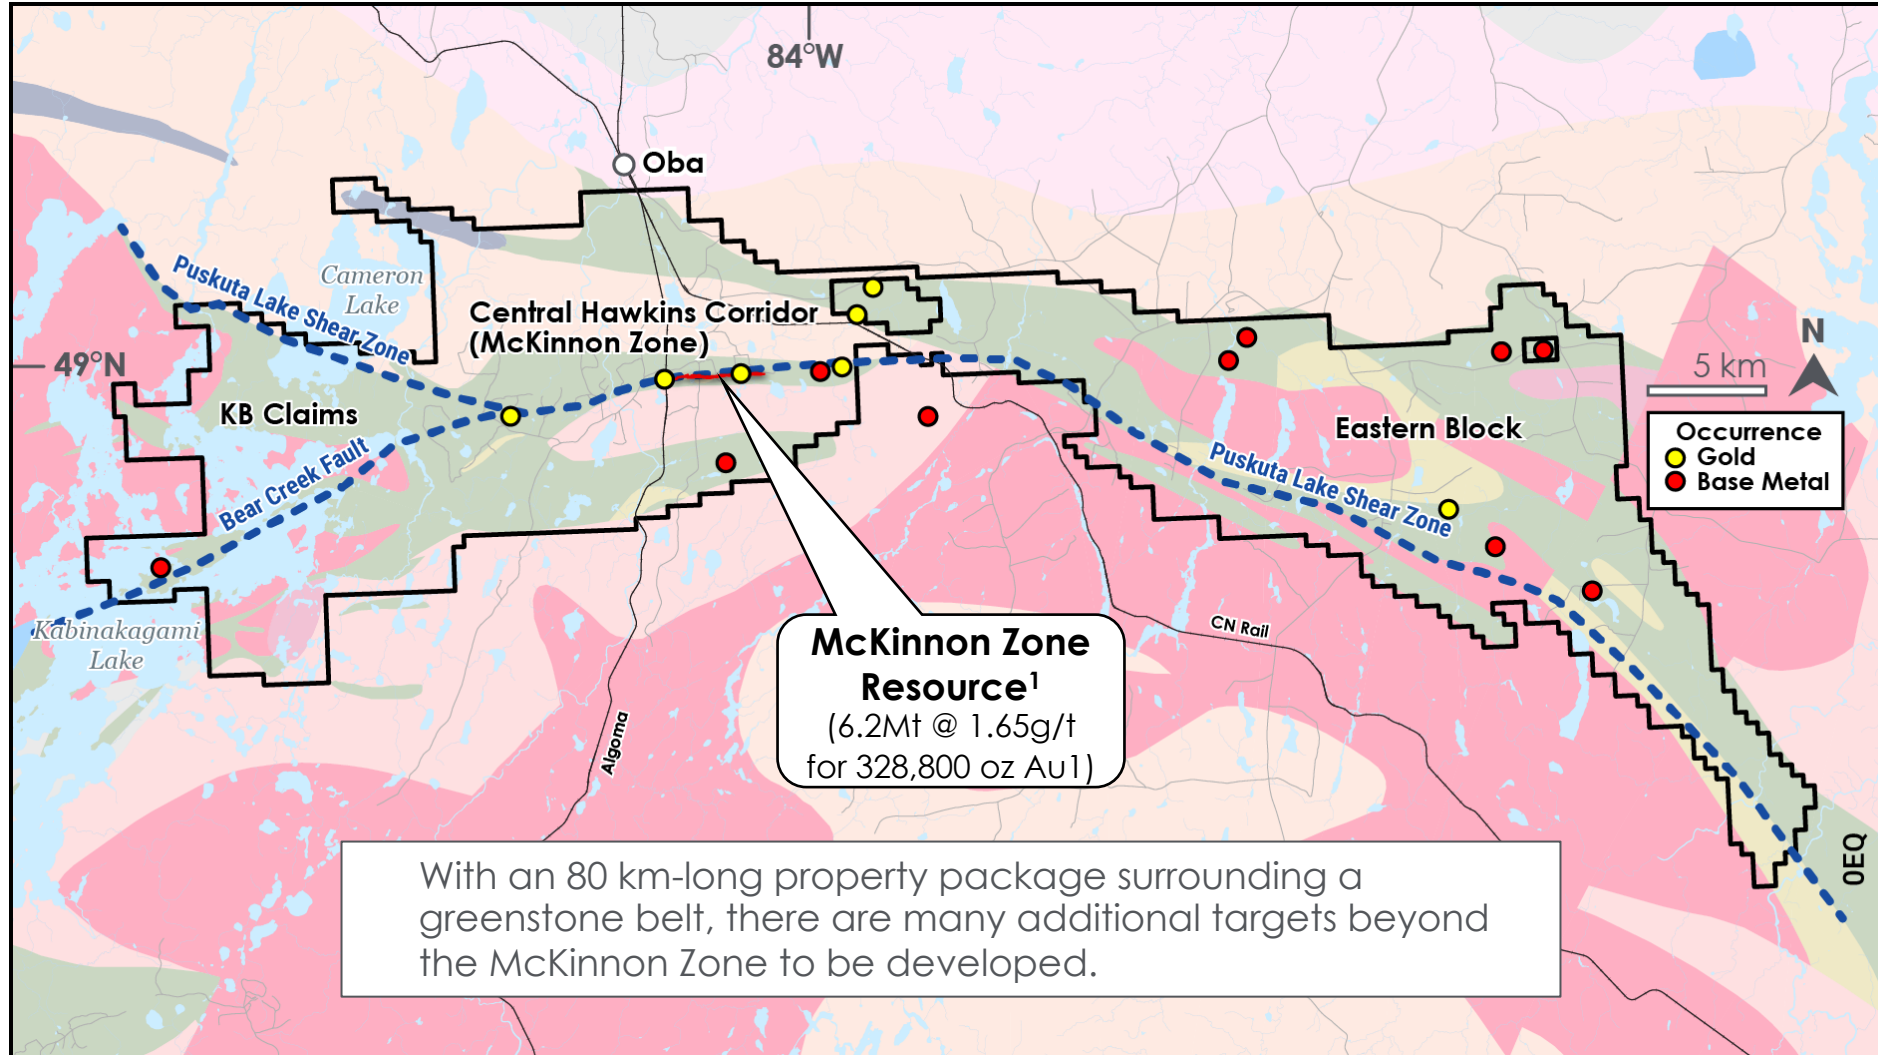 84°W
Oba
Cameron
Lake
Puskuta Lake Shear Zone
Central Hawkins Corridor
(McKinnon Zone)
49°N
N
5 km
KB Claims
Eastern Block
Occurrence
Gold
Base Metal
Bear Creek Fault
Puskuta Lake Shear Zone
Kabinakagami
Lake
CN Rail
McKinnon Zone
Resource¹
(6.2Mt @ 1.65g/t
for 328,800 oz Au1)
Algoma
0EQ
With an 80 km-long property package surrounding a
greenstone belt, there are many additional targets beyond
the McKinnon Zone to be developed.